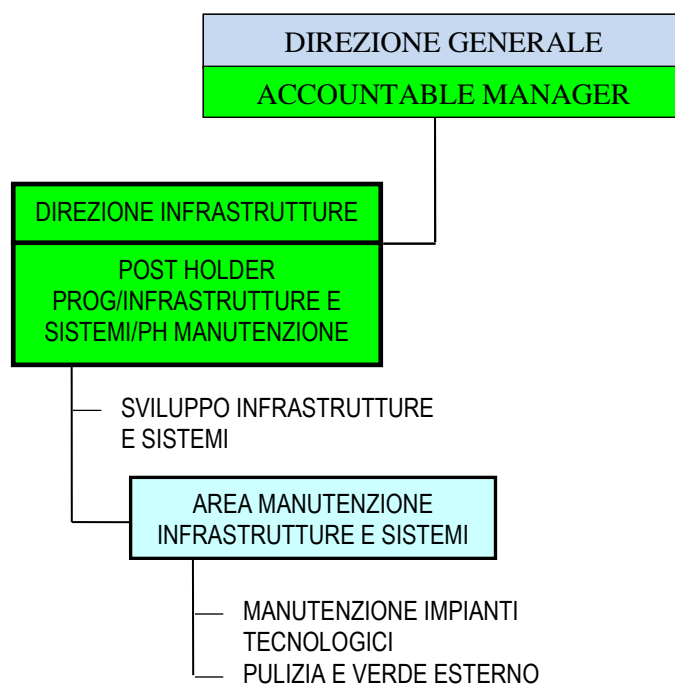 DIREZIONE GENERALE
ACCOUNTABLE MANAGER
DIREZIONE INFRASTRUTTURE
POST HOLDER
PROG/INFRASTRUTTURE E
SISTEMI/PH MANUTENZIONE
SVILUPPO INFRASTRUTTURE
E SISTEMI
AREA MANUTENZIONE
INFRASTRUTTURE E SISTEMI
MANUTENZIONE IMPIANTI
TECNOLOGICI
PULIZIA E VERDE ESTERNO